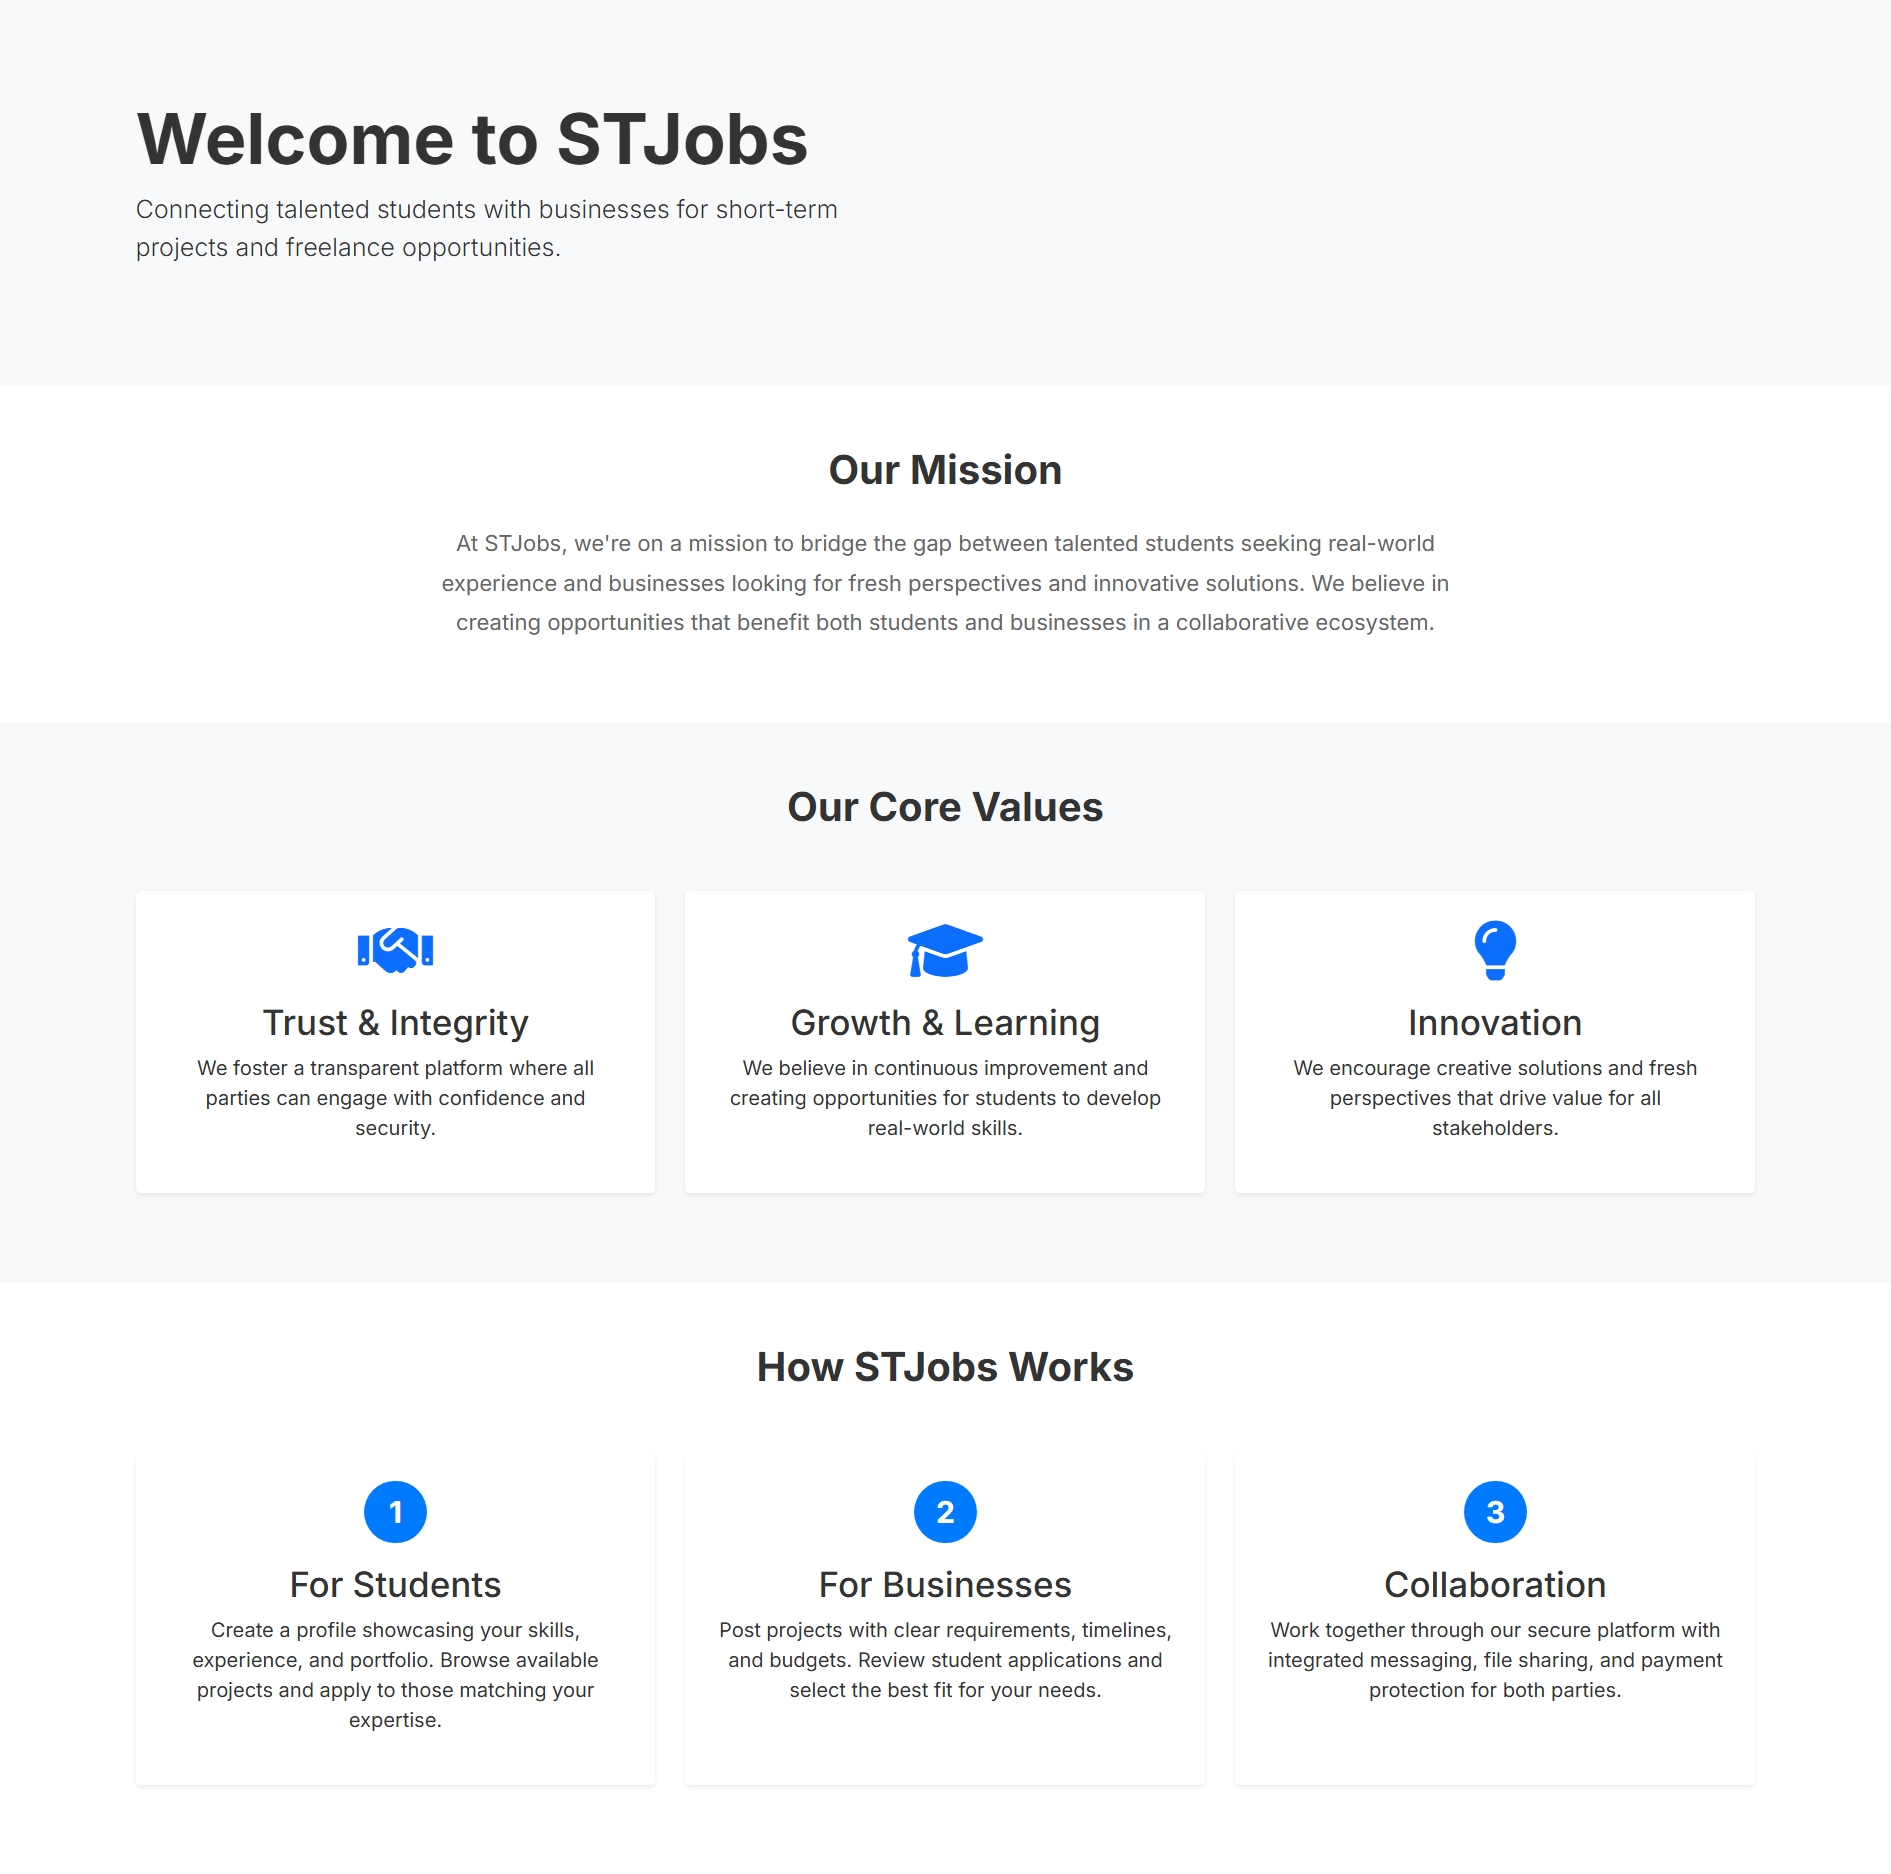 Welcome to STJobs
Connecting talented students with businesses for short-term
projects and freelance opportunities.
Our Mission
At STJobs, we're on a mission to bridge the gap between talented students seeking real-world
experience and businesses looking for fresh perspectives and innovative solutions. We believe in
creating opportunities that benefit both students and businesses in a collaborative ecosystem.
Our Core Values
Trust & Integrity
We foster a transparent platform where all
parties can engage with confidence and
security.
Growth & Learning
We believe in continuous improvement and
creating opportunities for students to develop
real-world skills.
Innovation
We encourage creative solutions and fresh
perspectives that drive value for all
stakeholders.
How STJobs Works
1
For Students
Create a profile showcasing your skills,
experience, and portfolio. Browse available
projects and apply to those matching your
expertise.
2
For Businesses
Post projects with clear requirements, timelines,
and budgets. Review student applications and
select the best fit for your needs.
3
Collaboration
Work together through our secure platform with
integrated messaging, file sharing, and payment
protection for both parties.